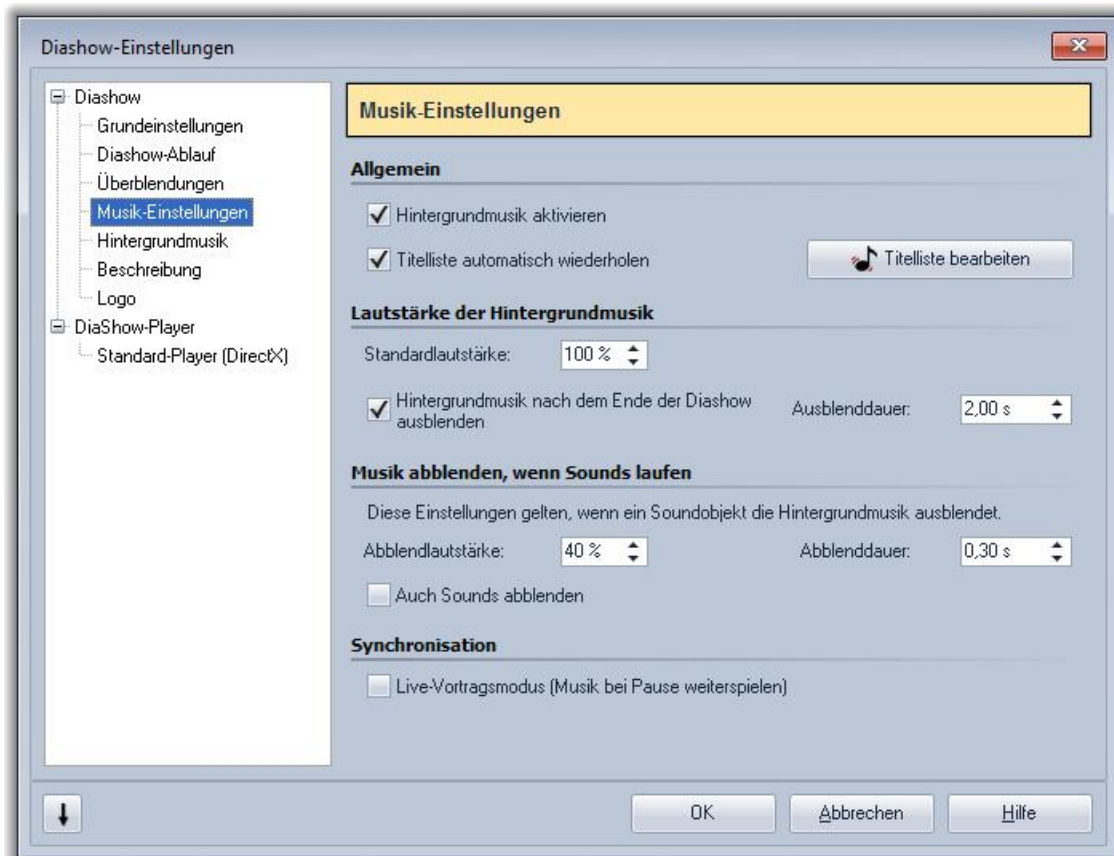 Diashow-Einstellungen
Diashow
Grundeinstellungen
Diashow-Ablauf
Überblendungen
Musik-Einstellungen
Hintergrundmusik
Beschreibung
Logo
DiaShow-Player
Standard-Player (DirectX)
Musik-Einstellungen
Allgemein
Hintergrundmusik aktivieren
Titelliste automatisch wiederholen
Titelliste bearbeiten
Lautstärke der Hintergrundmusik
Standardlautstärke: 100 %
Hintergrundmusik nach dem Ende der Diashow
ausblenden
Ausblenddauer: 2,00 s
Musik abblenden, wenn Sounds laufen
Diese Einstellungen gelten, wenn ein Soundobjekt die Hintergrundmusik ausblendet.
Abblendlautstärke: 40 % Abblenddauer: 0,30 s
Auch Sounds abblenden
Synchronisation
Live-Vortragsmodus (Musik bei Pause weiterspielen)
OK Abbrechen Hilfe